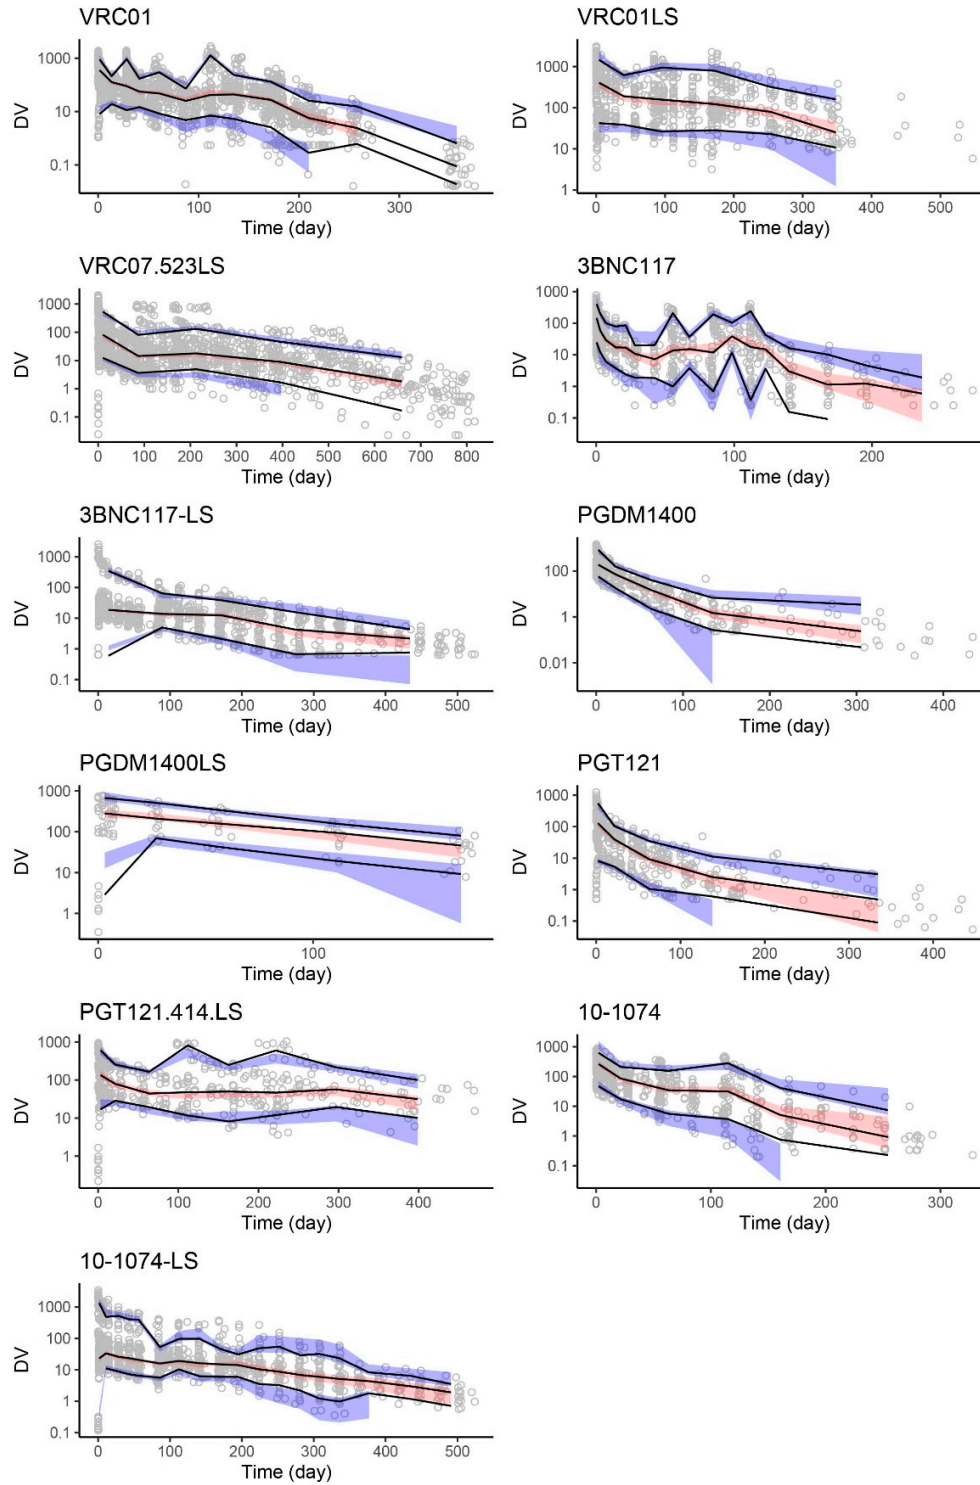 VRC01
1000
10
0.1
DV
0 100 200 300
Time (day)
VRC01LS
1000
100
10
1
DV
0 100 200 300 400 500
Time (day)
VRC07.523LS
1000
100
10
1
0.1
DV
0 100 200 300 400 500 600 700 800
Time (day)
3BNC117
1000
100
10
1
0.1
DV
0 100 200
Time (day)
3BNC117-LS
1000
100
10
1
0.1
DV
0 100 200 300 400 500
Time (day)
PGDM1400
100
1
0.01
DV
0 100 200 300 400
Time (day)
PGDM1400LS
1000
100
10
1
DV
0 100
Time (day)
PGT121
1000
100
10
1
0.1
DV
0 100 200 300 400
Time (day)
PGT121.414.LS
1000
100
10
1
DV
0 100 200 300 400
Time (day)
10-1074
1000
100
10
1
0.1
DV
0 100 200 300
Time (day)
10-1074-LS
1000
100
10
1
0.1
DV
0 100 200 300 400 500
Time (day)